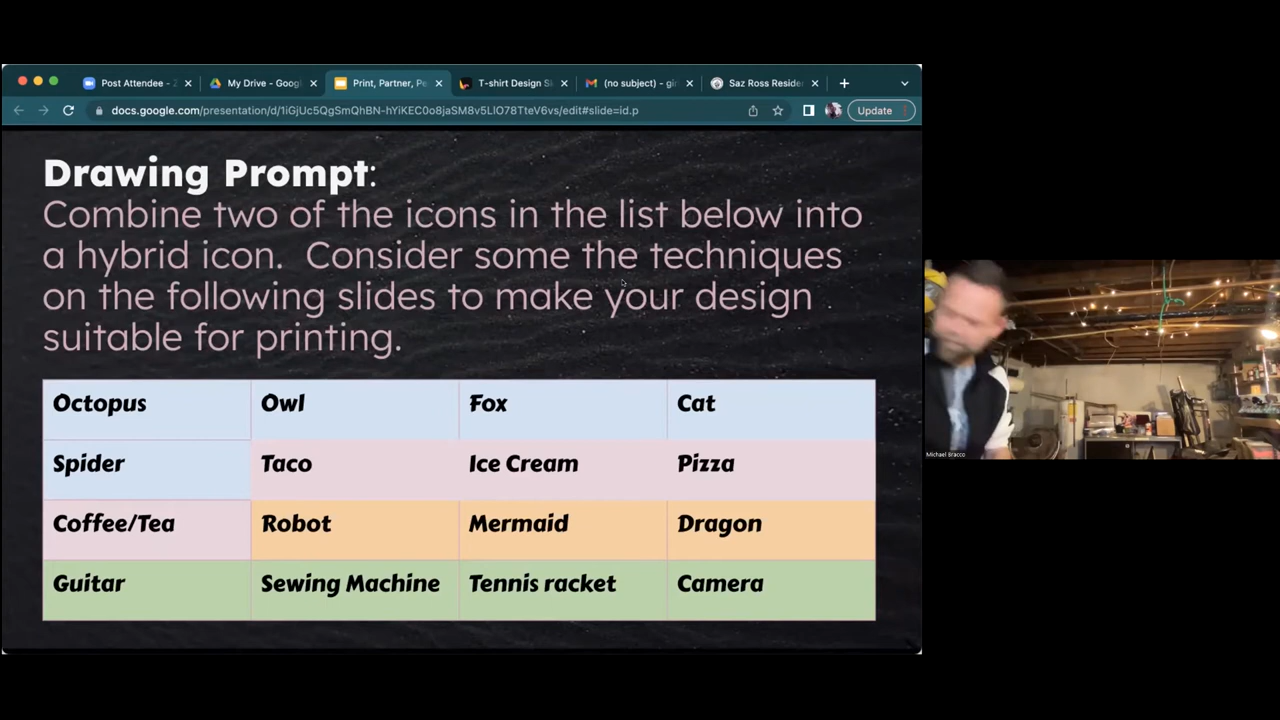 Post Attendee - Z
My Drive - Goog
Print, Partner, Pe
T-shirt Design S
(no subject) - gi
Saz Ross Reside
docs.google.com/presentation/d/1iGjUc5QgSmQhBN-hYiKEC0o8jaSM8v5LlO78TteV6vs/edit#slide=id.p
Update
Drawing Prompt:
Combine two of the icons in the list below into
a hybrid icon. Consider some the techniques
on the following slides to make your design
suitable for printing.
Octopus Owl Fox Cat
Spider Taco Ice Cream Pizza
Coffee/Tea Robot Mermaid Dragon
Guitar Sewing Machine Tennis racket Camera
Michael Bracco